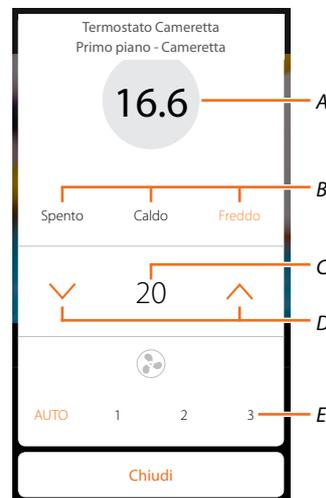 Termostato Cameretta
Primo piano - Cameretta
16.6
A
B
Spento Caldo Freddo
C
20
D
AUTO 1 2 3
E
Chiudi